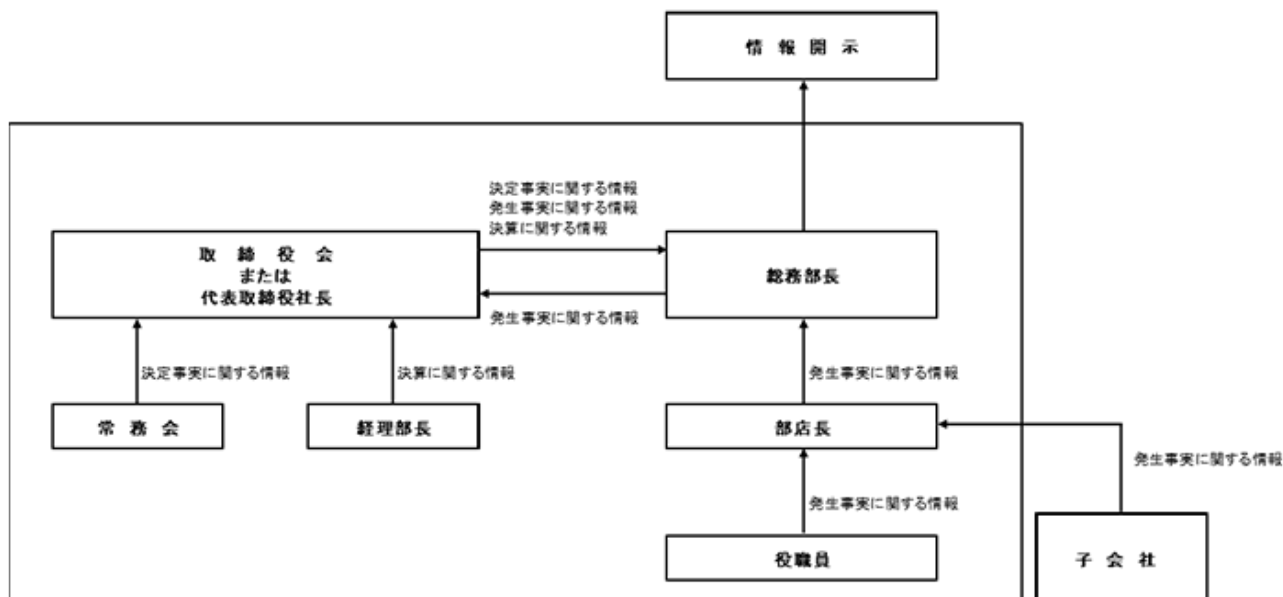 情報開示
決定事実に関する情報
発生事実に関する情報
決算に関する情報
取締役会
または
代表取締役社長
総務部長
発生事実に関する情報
決定事実に関する情報
決算に関する情報
発生事実に関する情報
常務会
経理部長
部店長
発生事実に関する情報
発生事実に関する情報
役職員
子会社